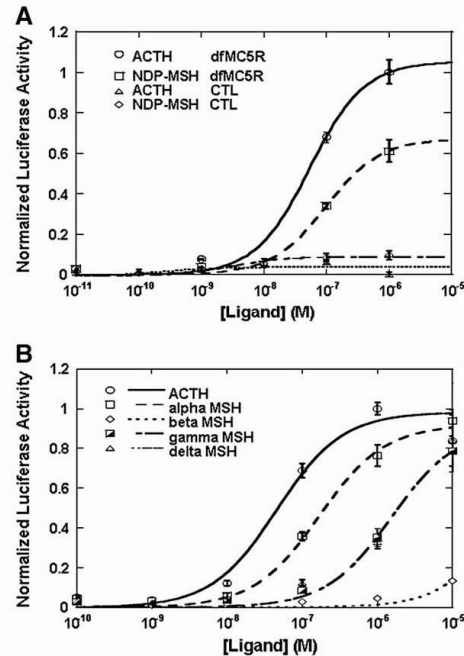 A
Normalized Luciferase Activity
1.2
1
0.8
0.6
0.4
0.2
0
ACTH dfMC5R
NDP-MSH dfMC5R
ACTH CTL
NDP-MSH CTL
10-11 10-10 10-9 10-8 10-7 10-6 10-5
[Ligand] (M)
B
Normalized Luciferase Activity
1.2
1
0.8
0.6
0.4
0.2
0
ACTH
alpha MSH
beta MSH
gamma MSH
delta MSH
10-10 10-9 10-8 10-7 10-6 10-5
[Ligand] (M)